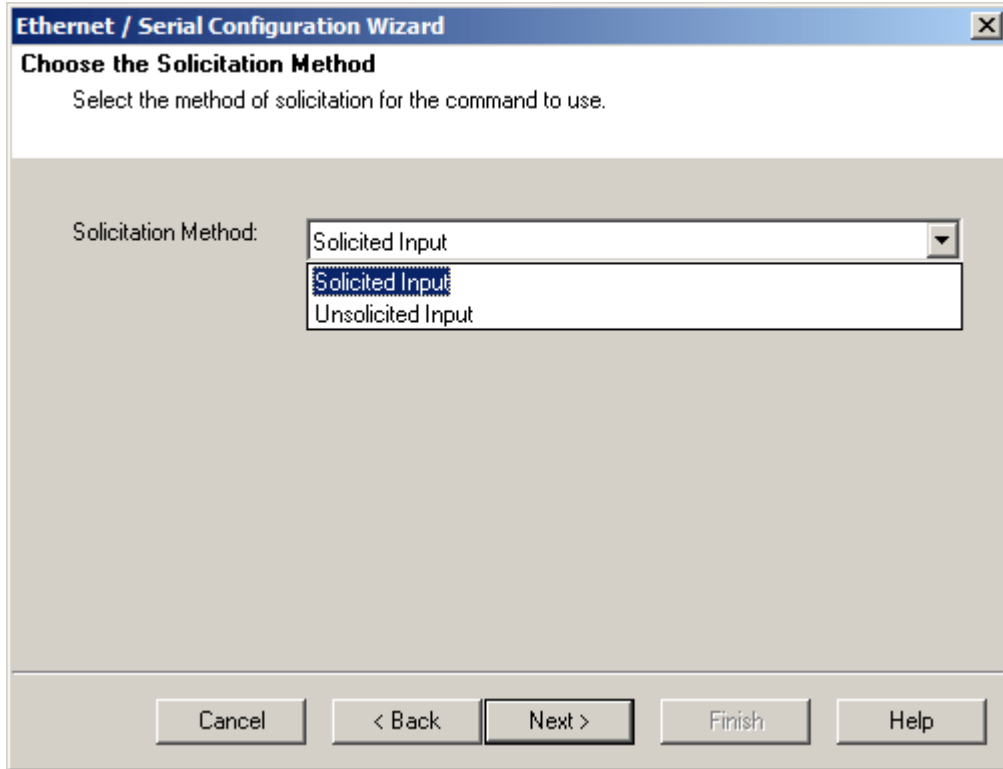 Ethernet / Serial Configuration Wizard
Choose the Solicitation Method
Select the method of solicitation for the command to use.
Solicitation Method:
Solicited Input
Solicited Input
Unsolicited Input
Cancel
< Back
Next >
Finish
Help